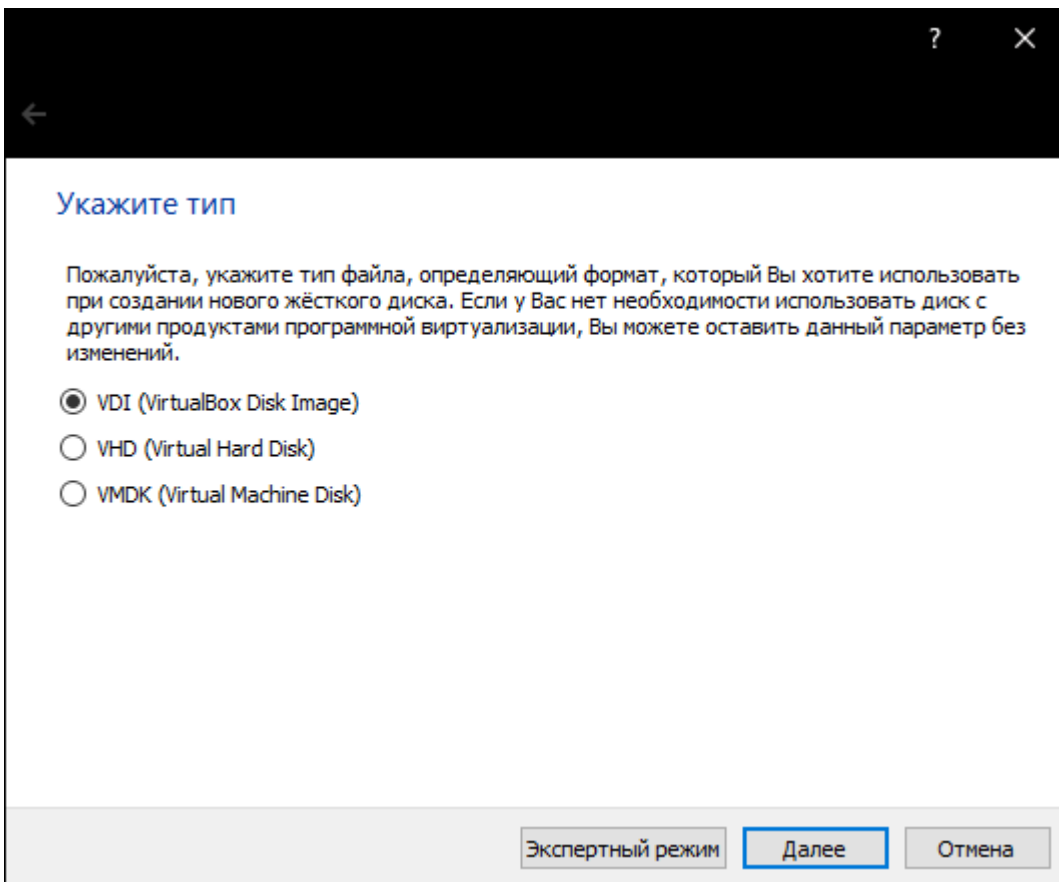 ?
Укажите тип
Пожалуйста, укажите тип файла, определяющий формат, который Вы хотите использовать
при создании нового жёсткого диска. Если у Вас нет необходимости использовать диск с
другими продуктами программной виртуализации, Вы можете оставить данный параметр без
изменений.
VDI (VirtualBox Disk Image)
VHD (Virtual Hard Disk)
VMDK (Virtual Machine Disk)
Экспертный режим Далее Отмена